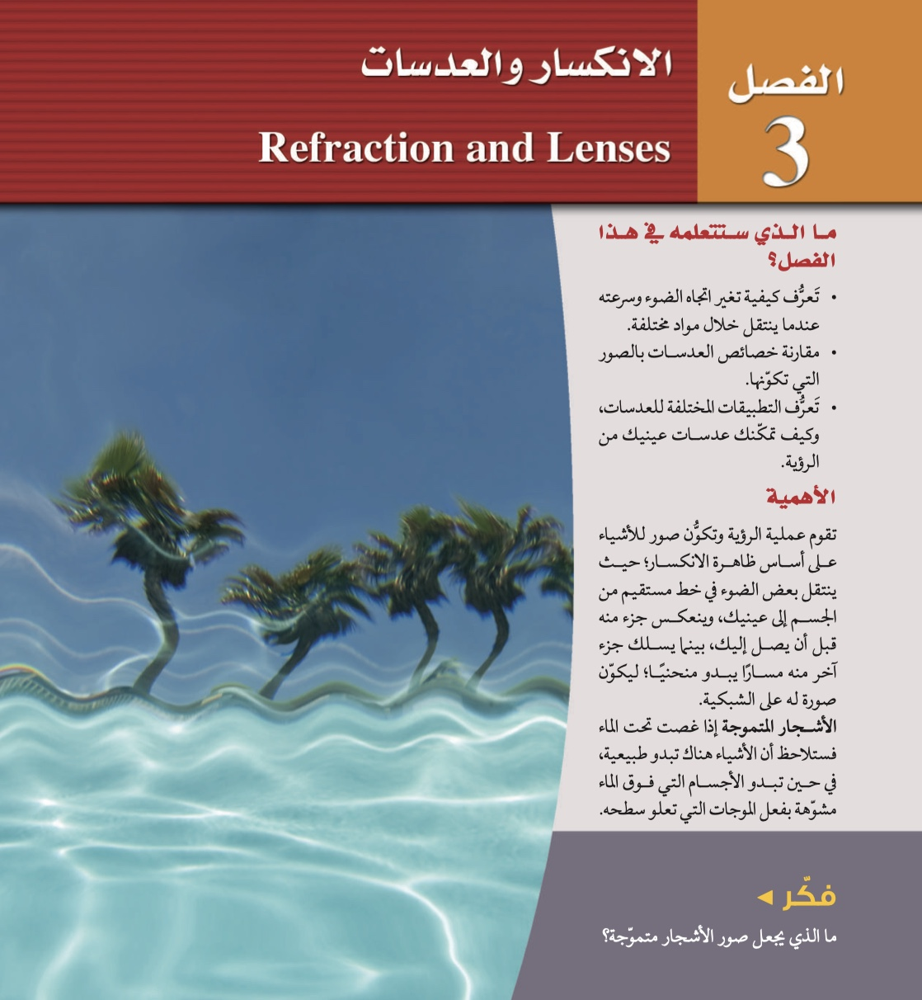 الفصل
3
الانكسار والعدسات
Refraction and Lenses
ما الذي ستتعلمه في هذا
الفصل؟
• تَعرُّف كيفية تغير اتجاه الضوء وسرعته
عندما ينتقل خلال مواد مختلفة.
• مقارنة خصائص العدسات بالصور
التي تكوّنها.
• تَعرُّف التطبيقات المختلفة للعدسات،
وكيف تمكّنك عدسات عينيك من
الرؤية.
الأهمية
تقوم عملية الرؤية وتكوُّن صور للأشياء
على أساس ظاهرة الانكسار؛ حيث
ينتقل بعض الضوء في خط مستقيم من
الجسم إلى عينيك، وينعكس جزء منه
قبل أن يصل إليك، بينما يسلك جزء
آخر منه مسارًا يبدو منحنيًا؛ ليكوّن
صورة له على الشبكية.
الأشجار المتموجة إذا غصت تحت الماء
فستلاحظ أن الأشياء هناك تبدو طبيعية،
في حين تبدو الأجسام التي فوق الماء
مشوّهة بفعل الموجات التي تعلو سطحه.
فكّر ◄
ما الذي يجعل صور الأشجار متموّجة؟